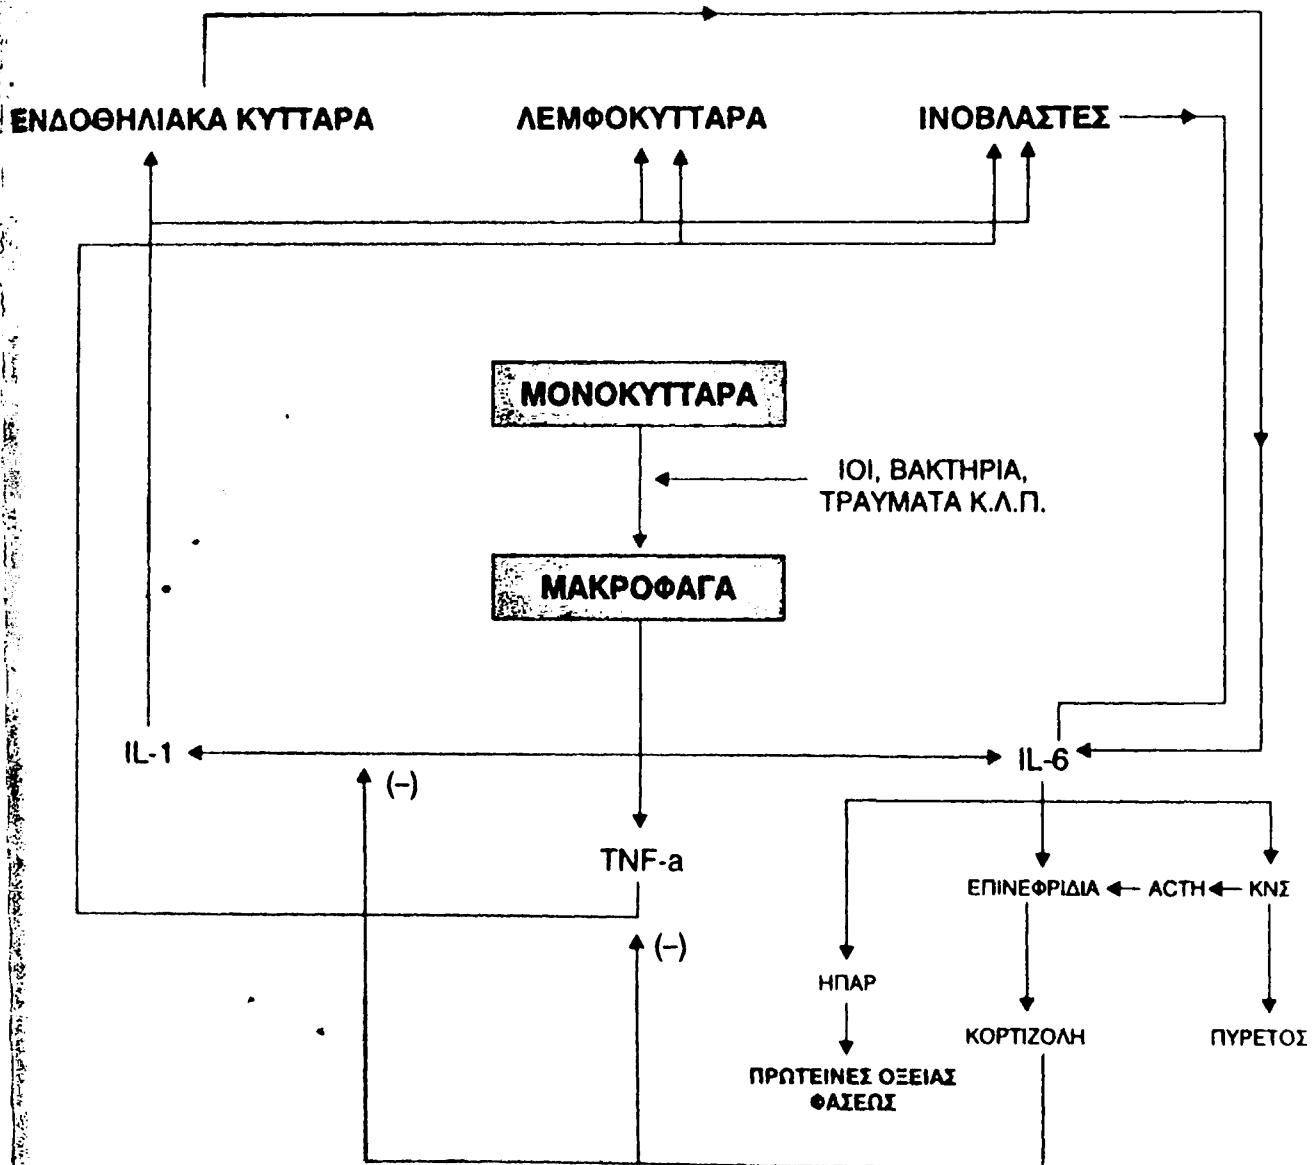 ΕΝΔΟΘΗΛΙΑΚΑ ΚΥΤΤΑΡΑ
ΛΕΜΦΟΚΥΤΤΑΡΑ
ΙΝΟΒΛΑΣΤΕΣ
ΜΟΝΟΚΥΤΤΑΡΑ
ΙΟΙ, ΒΑΚΤΗΡΙΑ,
ΤΡΑΥΜΑΤΑ Κ.Λ.Π.
ΜΑΚΡΟΦΑΓΑ
IL-1
IL-6
(–)
TNF-a
ΕΠΙΝΕΦΡΙΔΙΑ
ACTH
ΚΝΣ
(–)
ΗΠΑΡ
ΚΟΡΤΙΖΟΛΗ
ΠΥΡΕΤΟΣ
ΠΡΩΤΕΙΝΕΣ ΟΞΕΙΑΣ
ΦΑΣΕΩΣ